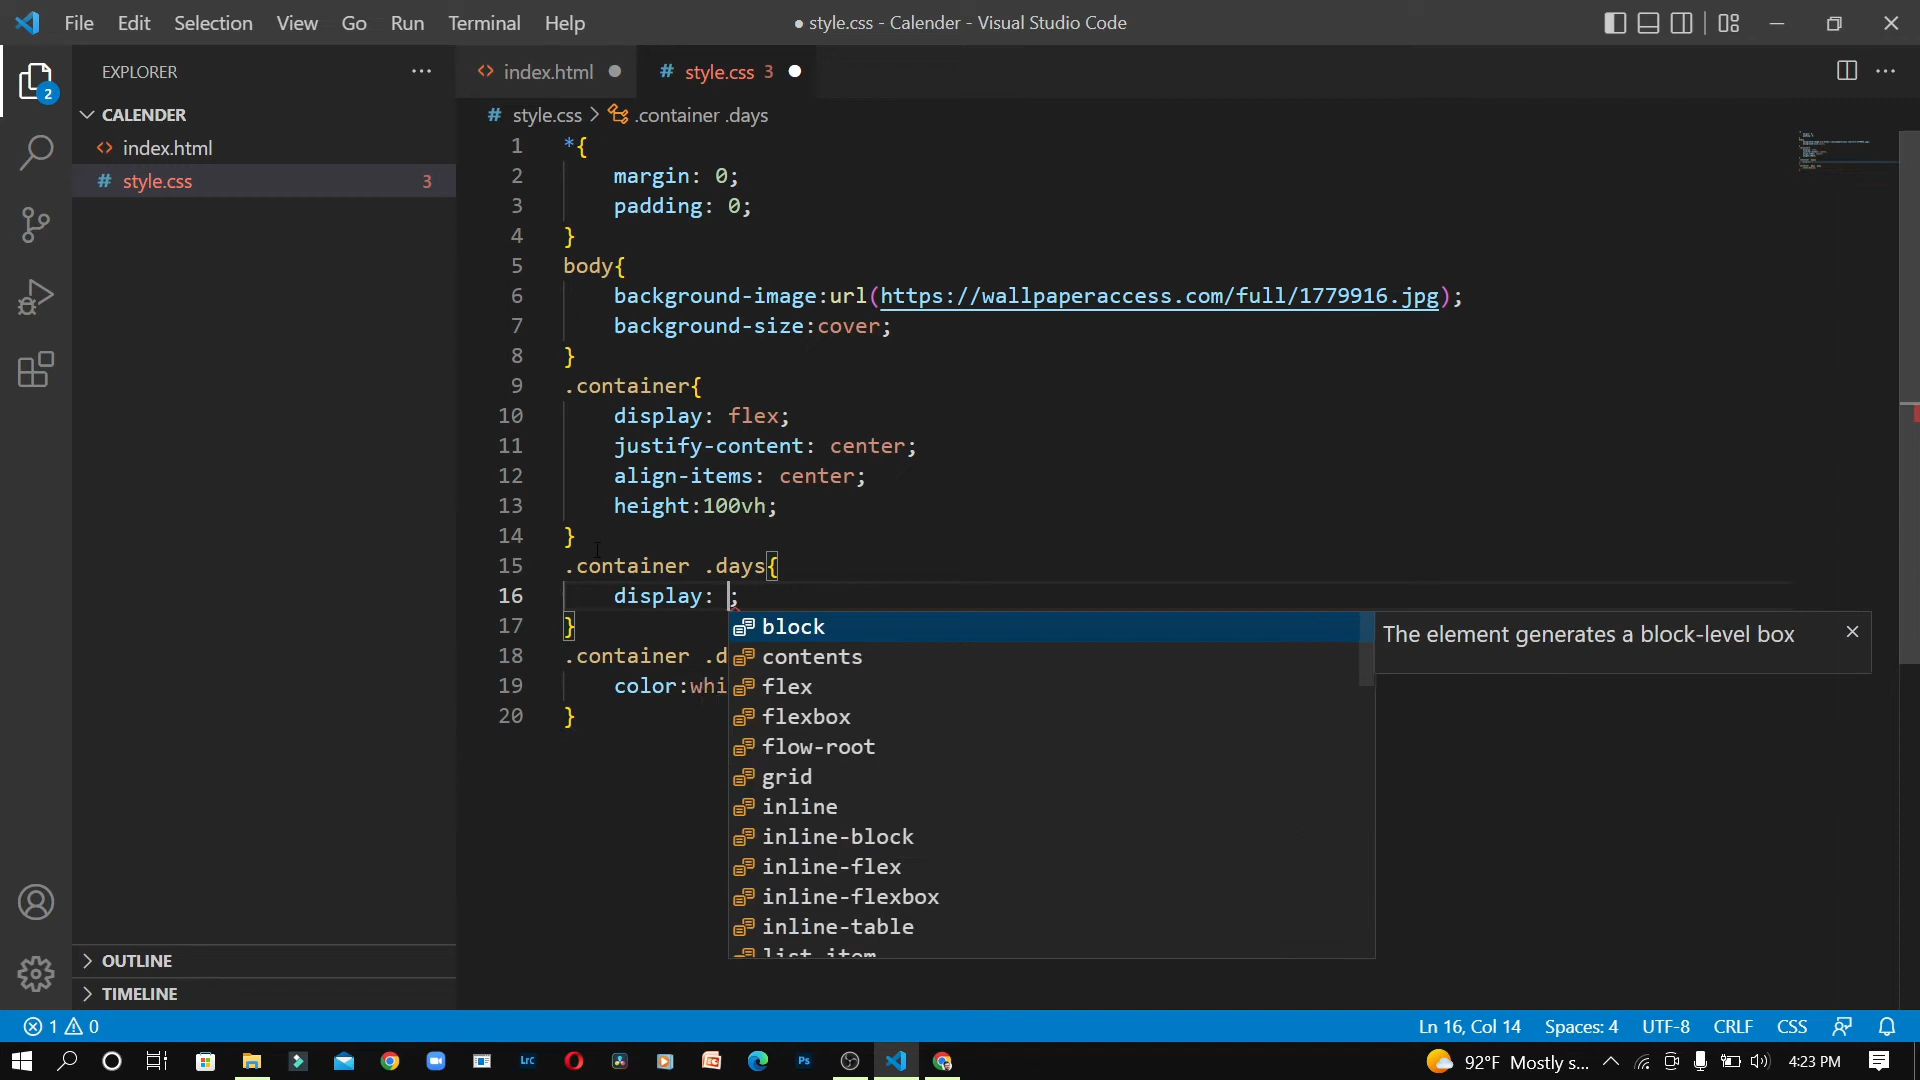 File Edit Selection View Go Run Terminal Help ● style.css - Calender - Visual Studio Code
EXPLORER
index.html
style.css 3
CALENDER
index.html
style.css 3
2
style.css > .container .days
1 *{
2 margin: 0;
3 padding: 0;
4 }
5 body{
6 background-image:url(https://wallpaperaccess.com/full/1779916.jpg);
7 background-size:cover;
8 }
9 .container{
10 display: flex;
11 justify-content: center;
12 align-items: center;
13 height:100vh;
14 }
15 .container .days{
16 display: ;
17 }
18 .container .d
19 color:whi
20 }
block
contents
flex
flexbox
flow-root
grid
inline
inline-block
inline-flex
inline-flexbox
inline-table
list-item
The element generates a block-level box
OUTLINE
TIMELINE
1 0
Ln 16, Col 14 Spaces: 4 UTF-8 CRLF CSS
Lrc Ps 92°F Mostly s... 4:23 PM